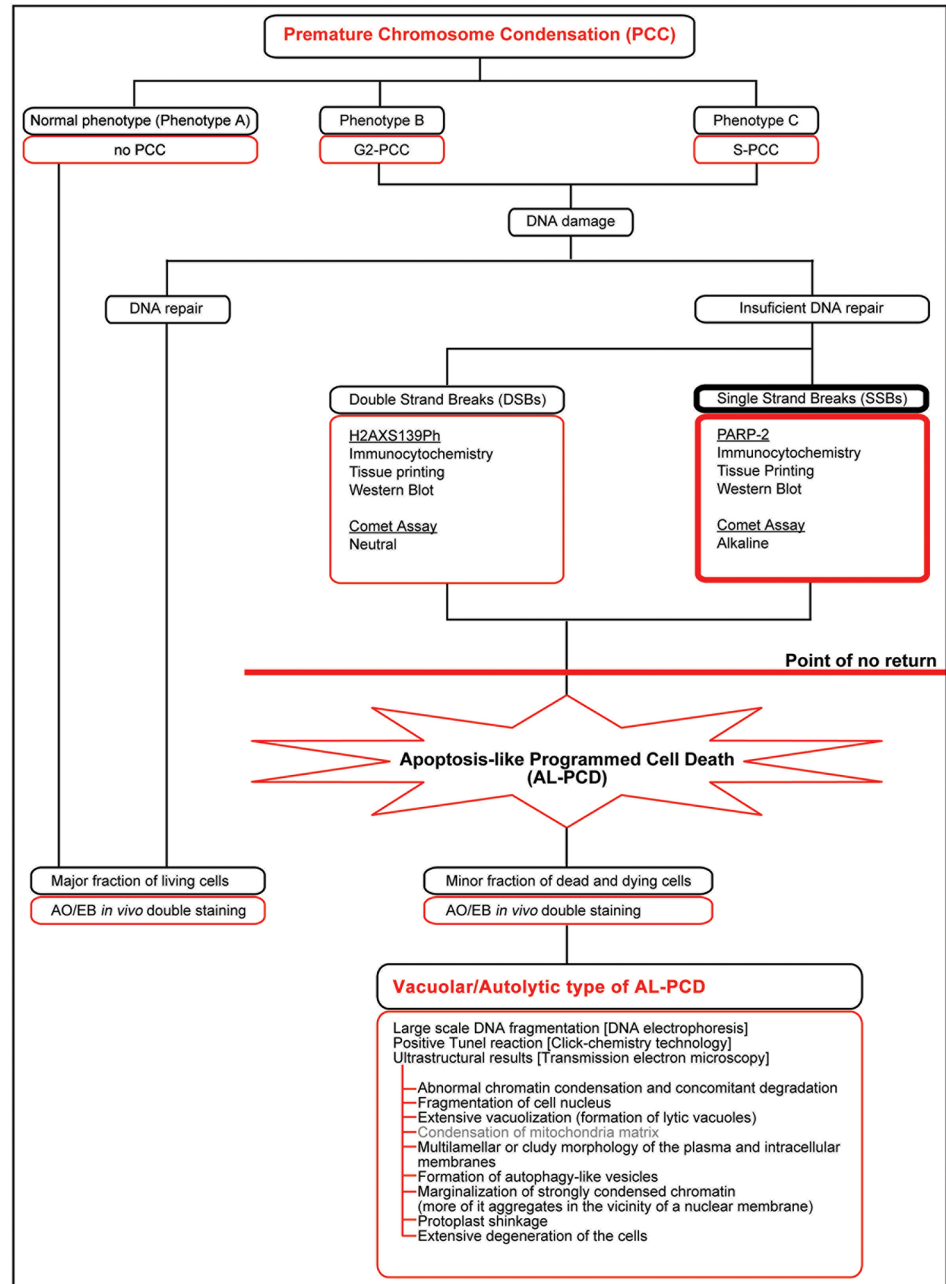 Premature Chromosome Condensation (PCC)
Normal phenotype (Phenotype A)
no PCC
Phenotype B
G2-PCC
Phenotype C
S-PCC
DNA damage
DNA repair
Insuficient DNA repair
Double Strand Breaks (DSBs)
H2AXS139Ph
Immunocytochemistry
Tissue printing
Western Blot
Comet Assay
Neutral
Single Strand Breaks (SSBs)
PARP-2
Immunocytochemistry
Tissue Printing
Western Blot
Comet Assay
Alkaline
Point of no return
Apoptosis-like Programmed Cell Death
(AL-PCD)
Major fraction of living cells
AO/EB in vivo double staining
Minor fraction of dead and dying cells
AO/EB in vivo double staining
Vacuolar/Autolytic type of AL-PCD
Large scale DNA fragmentation [DNA electrophoresis]
Positive Tunel reaction [Click-chemistry technology]
Ultrastructural results [Transmission electron microscopy]
Abnormal chromatin condensation and concomitant degradation
Fragmentation of cell nucleus
Extensive vacuolization (formation of lytic vacuoles)
Condensation of mitochondria matrix
Multilamellar or cludy morphology of the plasma and intracellular
membranes
Formation of autophagy-like vesicles
Marginalization of strongly condensed chromatin
(more of it aggregates in the vicinity of a nuclear membrane)
Protoplast shinkage
Extensive degeneration of the cells